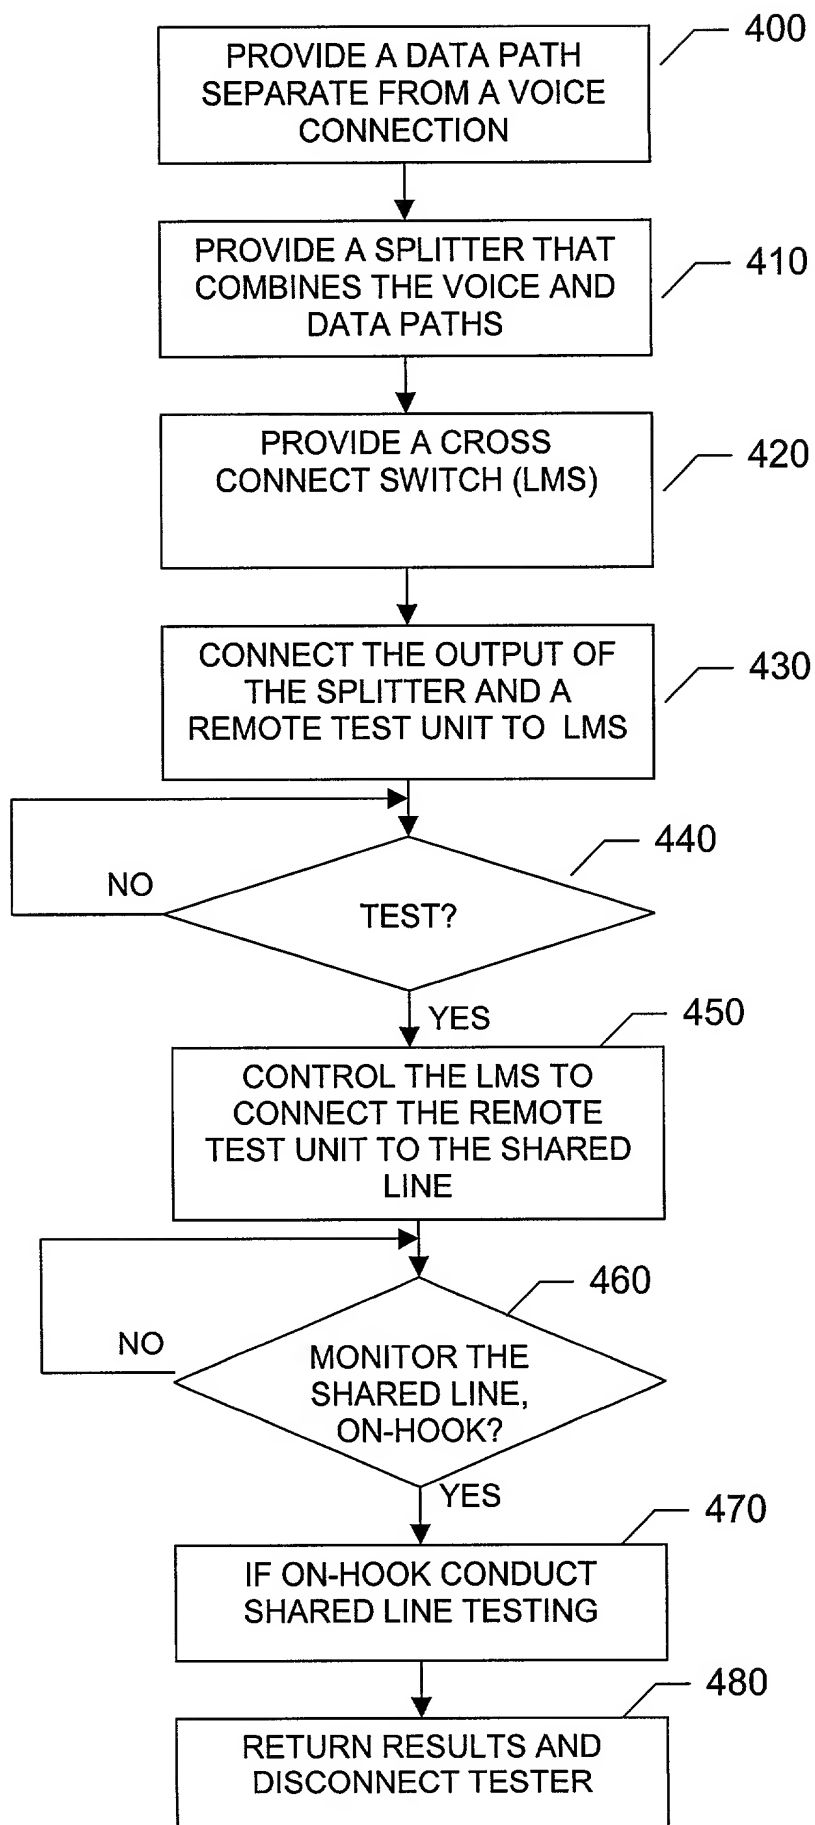 PROVIDE A DATA PATH
SEPARATE FROM A VOICE
CONNECTION
400
PROVIDE A SPLITTER THAT
COMBINES THE VOICE AND
DATA PATHS
410
PROVIDE A CROSS
CONNECT SWITCH (LMS)
420
CONNECT THE OUTPUT OF
THE SPLITTER AND A
REMOTE TEST UNIT TO LMS
430
440
NO
TEST?
YES
450
CONTROL THE LMS TO
CONNECT THE REMOTE
TEST UNIT TO THE SHARED
LINE
460
NO
MONITOR THE
SHARED LINE,
ON-HOOK?
YES
470
IF ON-HOOK CONDUCT
SHARED LINE TESTING
480
RETURN RESULTS AND
DISCONNECT TESTER